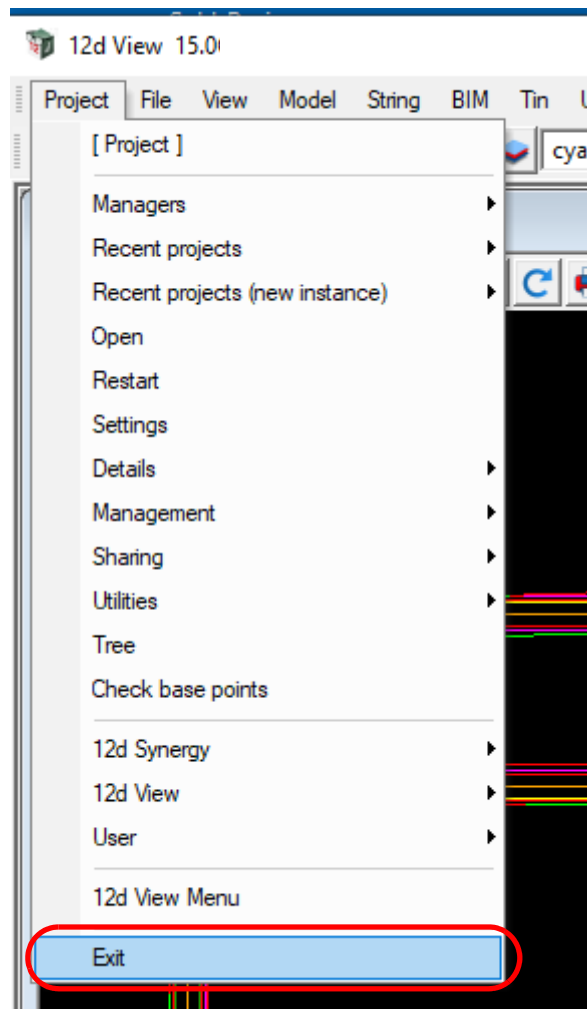 12d View 15.0
Project File View Model String BIM Tin
cya
[ Project ]
Managers
Recent projects
Recent projects (new instance)
Open
Restart
Settings
Details
Management
Sharing
Utilities
Tree
Check base points
12d Synergy
12d View
User
12d View Menu
Exit